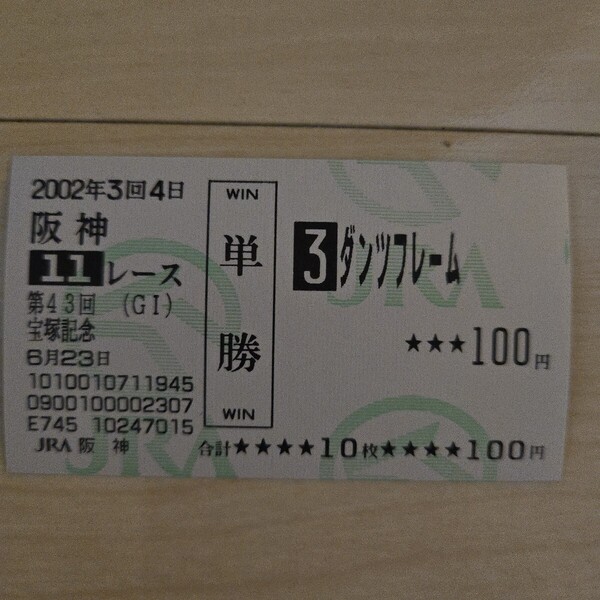 2002年3回4日
阪神
11レース
第43回 (GI)
宝塚記念
6月23日
1010010711945
0900100002307
E745 10247015
JRA 阪 神
WIN
単勝
WIN
3 ダンツフレーム
★★★100円
合計★★★★10枚★★★★100円
JRA
JRA